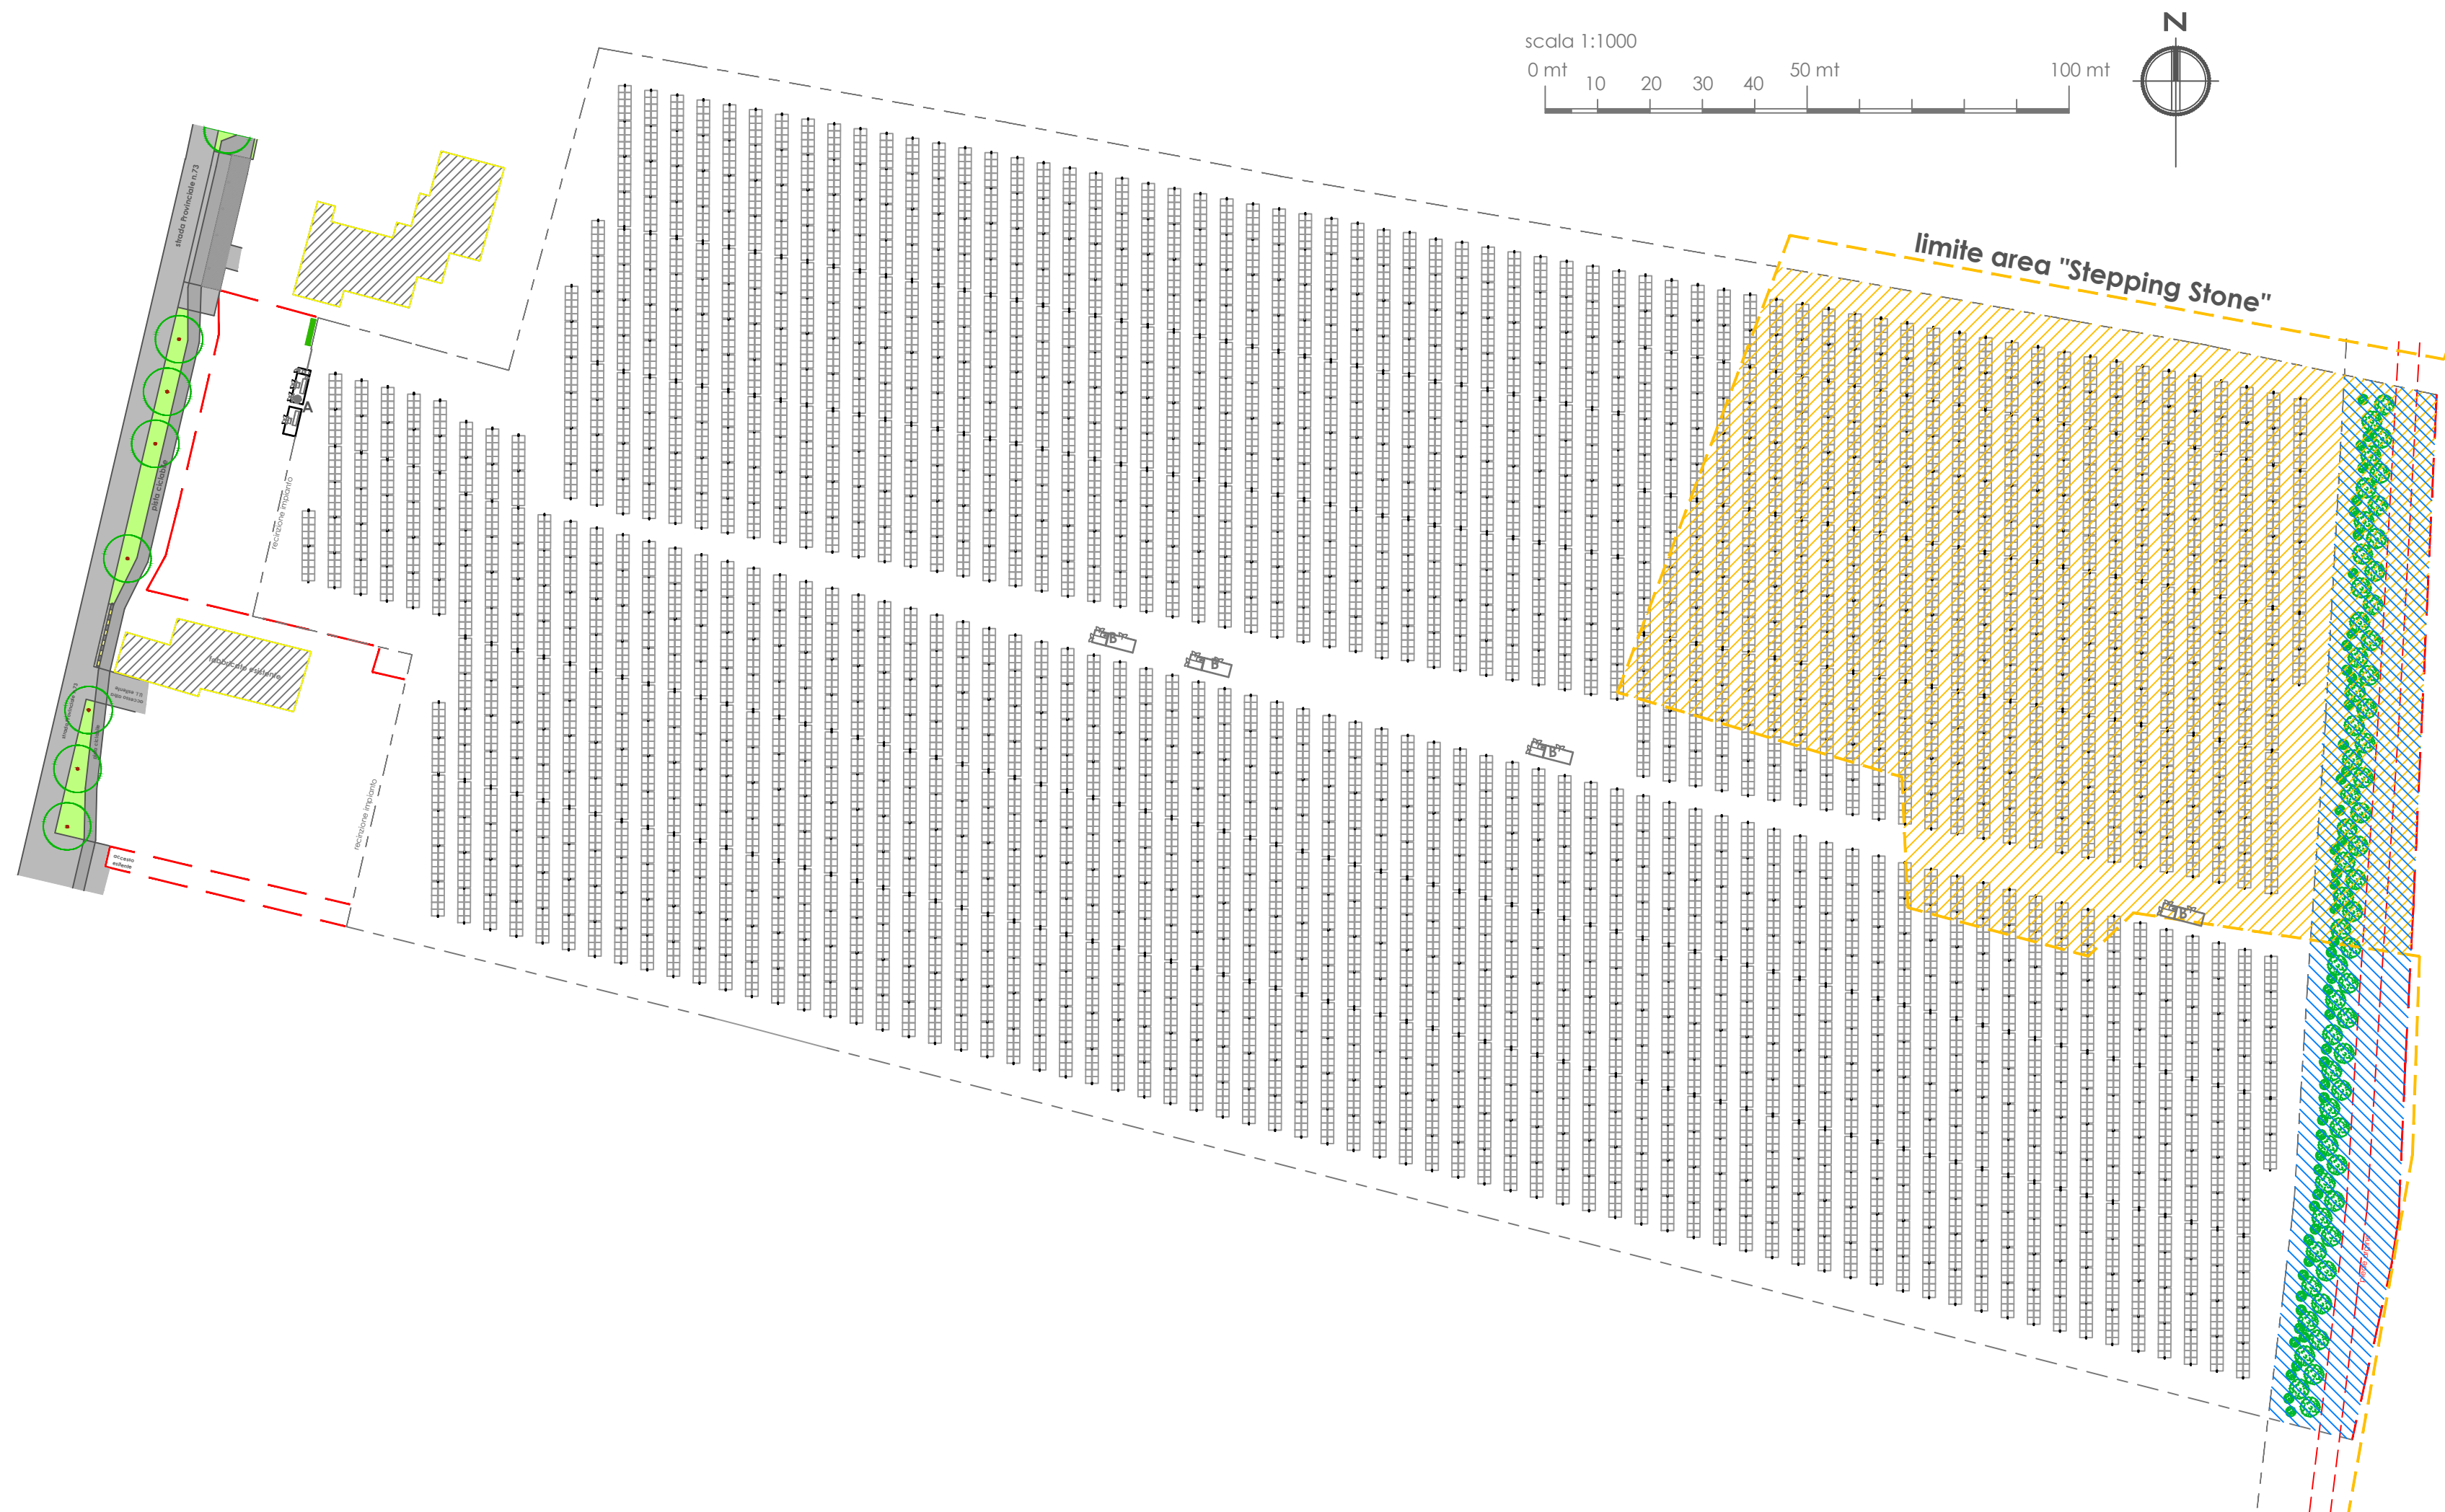 N
scala 1:1000
0 mt
10
20
30
40
50 mt
100 mt
limite area "Stepping Stone"
strada Provinciale n.73
A
recinzione impianto
pista ciclabile
fabbricato esistente
B
B
B
B
recinzione impianto
accesso
esistente